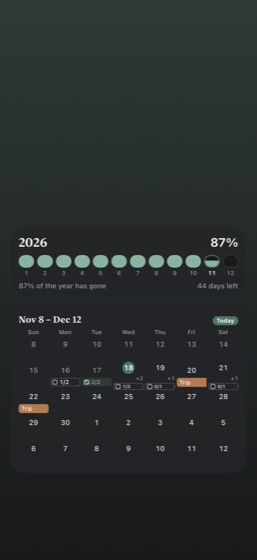 2026 87%
1 2 3 4 5 6 7 8 9 10 11 12
87% of the year has gone 44 days left
Nov 8 – Dec 12 Today
Sun Mon Tue Wed Thu Fri Sat
8 9 10 11 12 13 14
15 16 17 18 19 20 21
+2 +1 +1
1/2 2/2 1/3 0/1 Trip 0/1
22 23 24 25 26 27 28
Trip
29 30 1 2 3 4 5
6 7 8 9 10 11 12